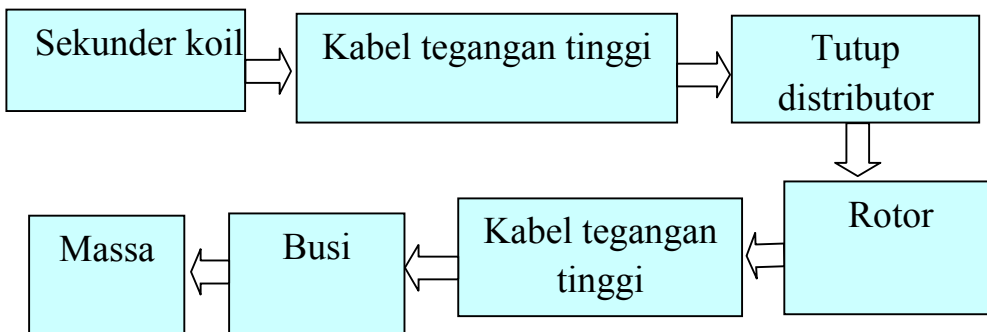 Sekunder koil
Kabel tegangan tinggi
Tutup
distributor
Rotor
Kabel tegangan
tinggi
Busi
Massa